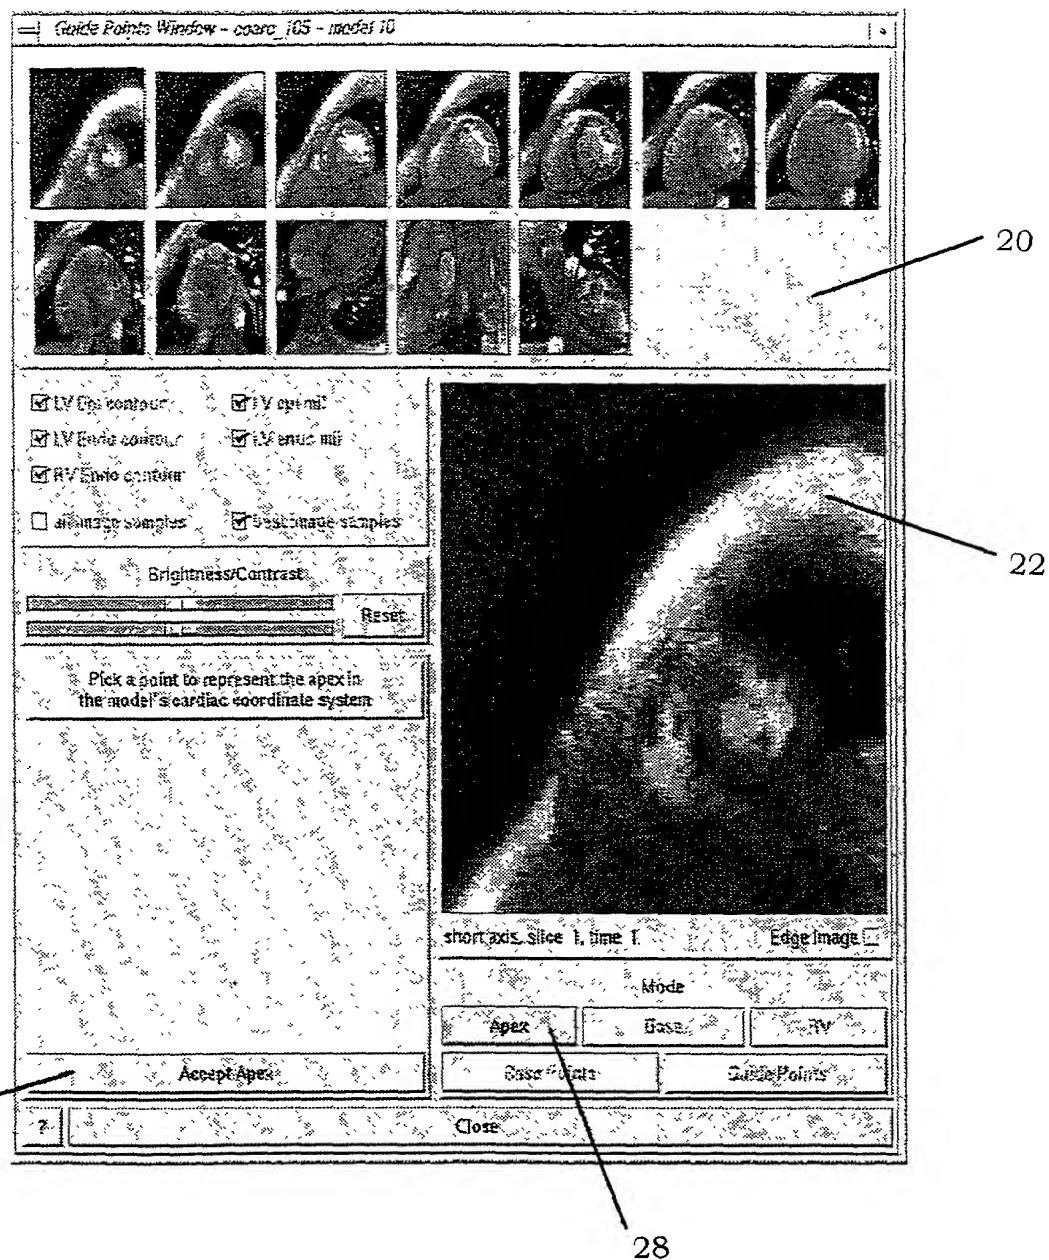 Guide Points Window - coarc_105 - model 10
20
LV Epi contour
LV epi mit
LV Endo contour
LV endo mit
RV Endo contour
all image samples
best image samples
22
Brightness/Contrast
Reset
Pick a point to represent the apex in
the model's cardiac coordinate system
short axis, slice 1, time 1
Edge Image
Mode
Apex
Base
RV
Accept Apex
Base Points
Guide Points
?
Close
28